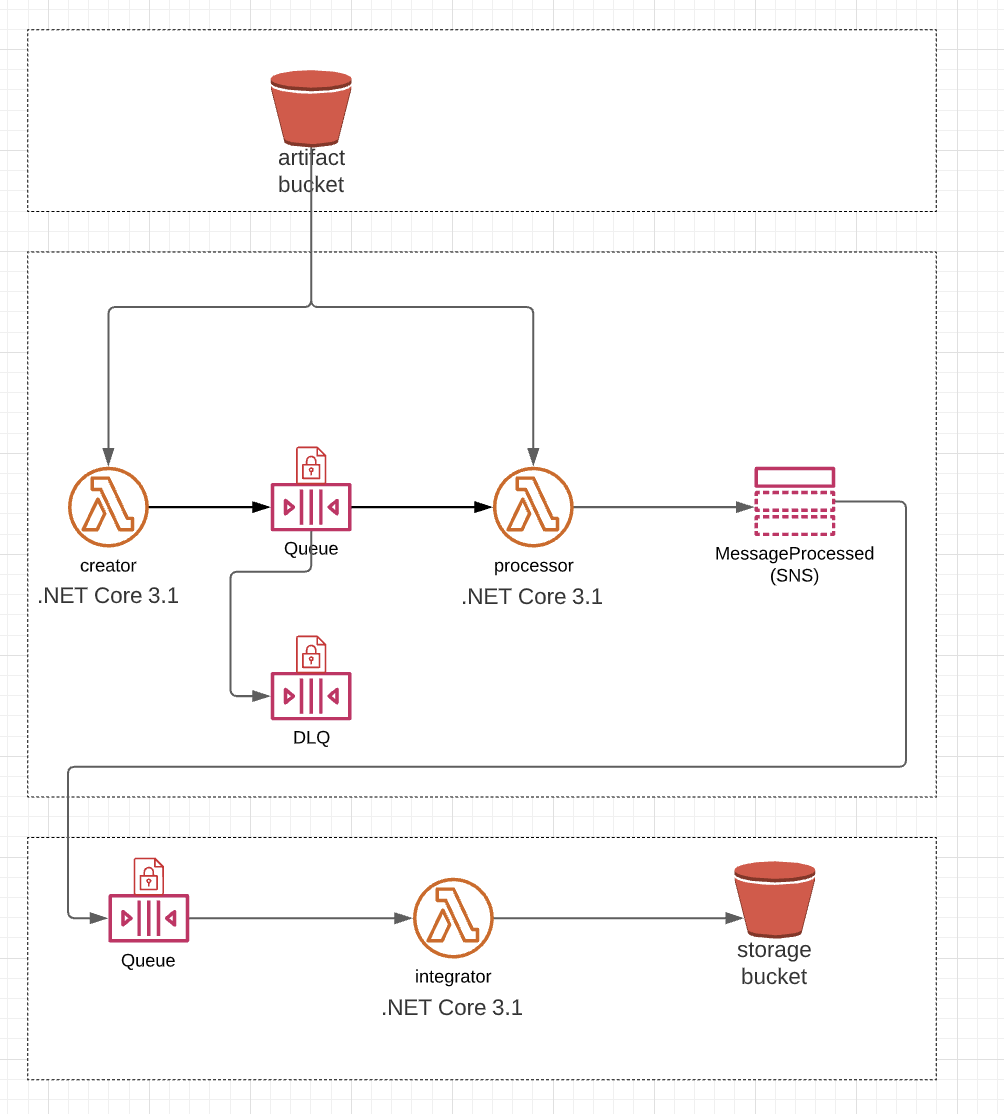 artifact
bucket
creator
.NET Core 3.1
Queue
processor
.NET Core 3.1
MessageProcessed
(SNS)
DLQ
Queue
integrator
.NET Core 3.1
storage
bucket